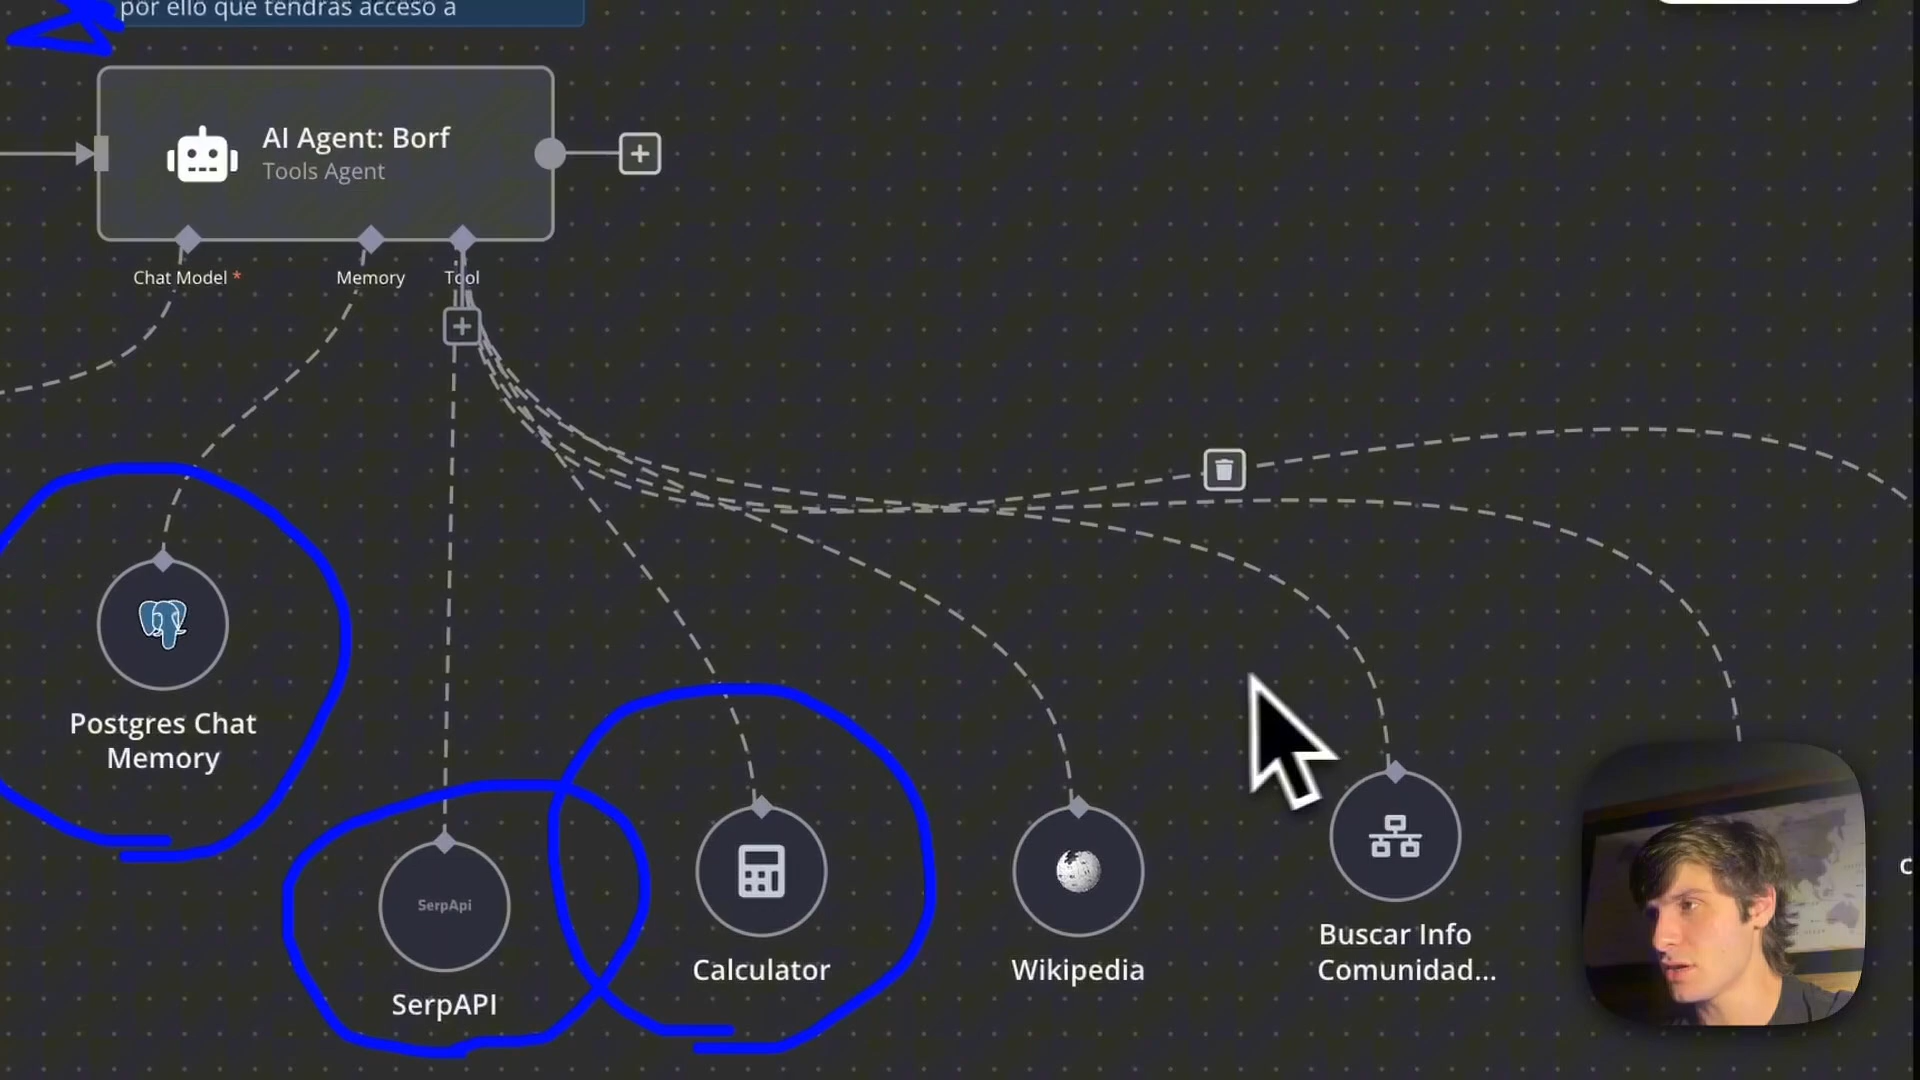 por ello que tendrás acceso a
AI Agent: Borf
Tools Agent
Chat Model *
Memory
Tool
Postgres Chat
Memory
SerpApi
SerpAPI
Calculator
Wikipedia
Buscar Info
Comunidad...